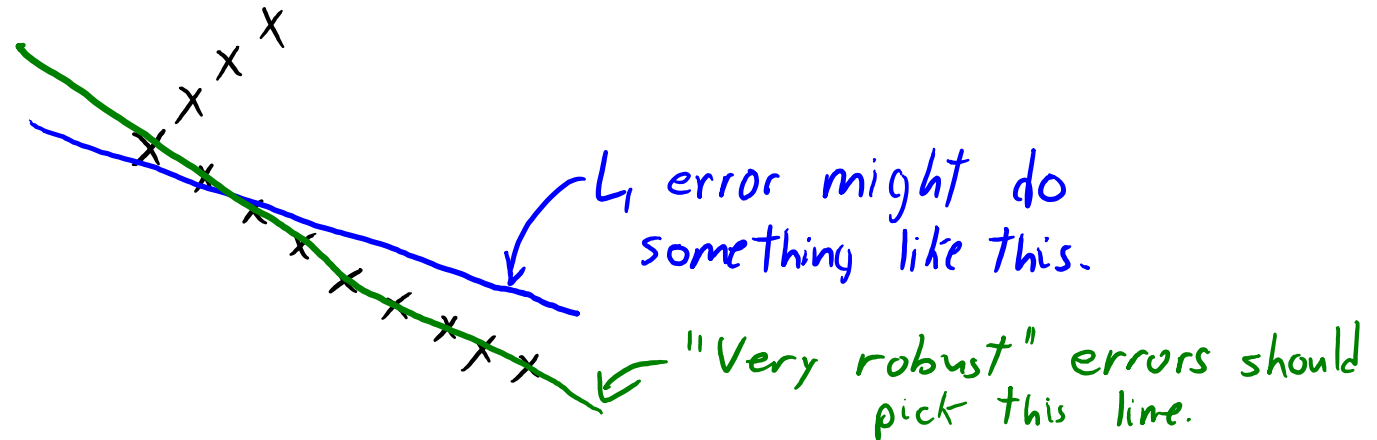 L₁ error might do
something like this.
"Very robust" errors should
pick this line.